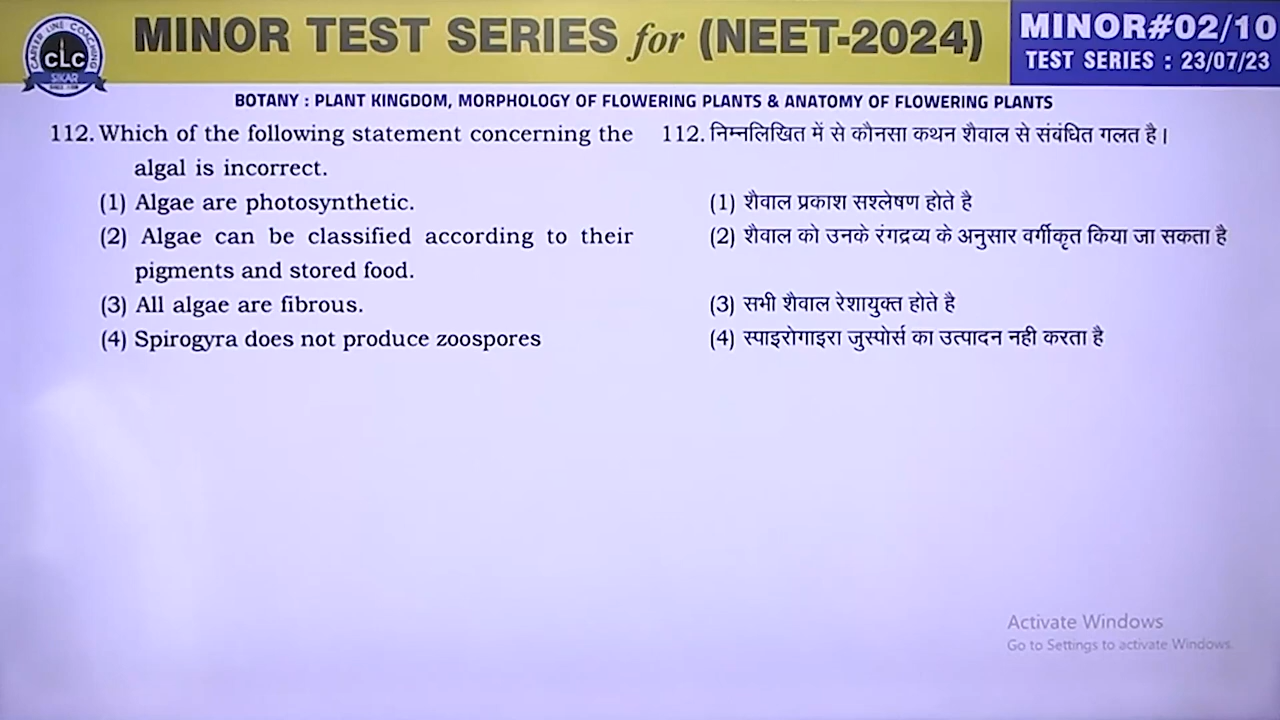 MINOR TEST SERIES for (NEET-2024)
MINOR#02/10
TEST SERIES : 23/07/23
CAREER LINE COACHING
CLC
SIKAR
BOTANY : PLANT KINGDOM, MORPHOLOGY OF FLOWERING PLANTS & ANATOMY OF FLOWERING PLANTS
112. Which of the following statement concerning the
algal is incorrect.
(1) Algae are photosynthetic.
(2) Algae can be classified according to their
pigments and stored food.
(3) All algae are fibrous.
(4) Spirogyra does not produce zoospores
112. निम्नलिखित में से कौनसा कथन शैवाल से संबंधित गलत है।
(1) शैवाल प्रकाश सश्लेषण होते है
(2) शैवाल को उनके रंगद्रव्य के अनुसार वर्गीकृत किया जा सकता है
(3) सभी शैवाल रेशायुक्त होते है
(4) स्पाइरोगाइरा जुस्पोर्स का उत्पादन नही करता है
Activate Windows
Go to Settings to activate Windows.